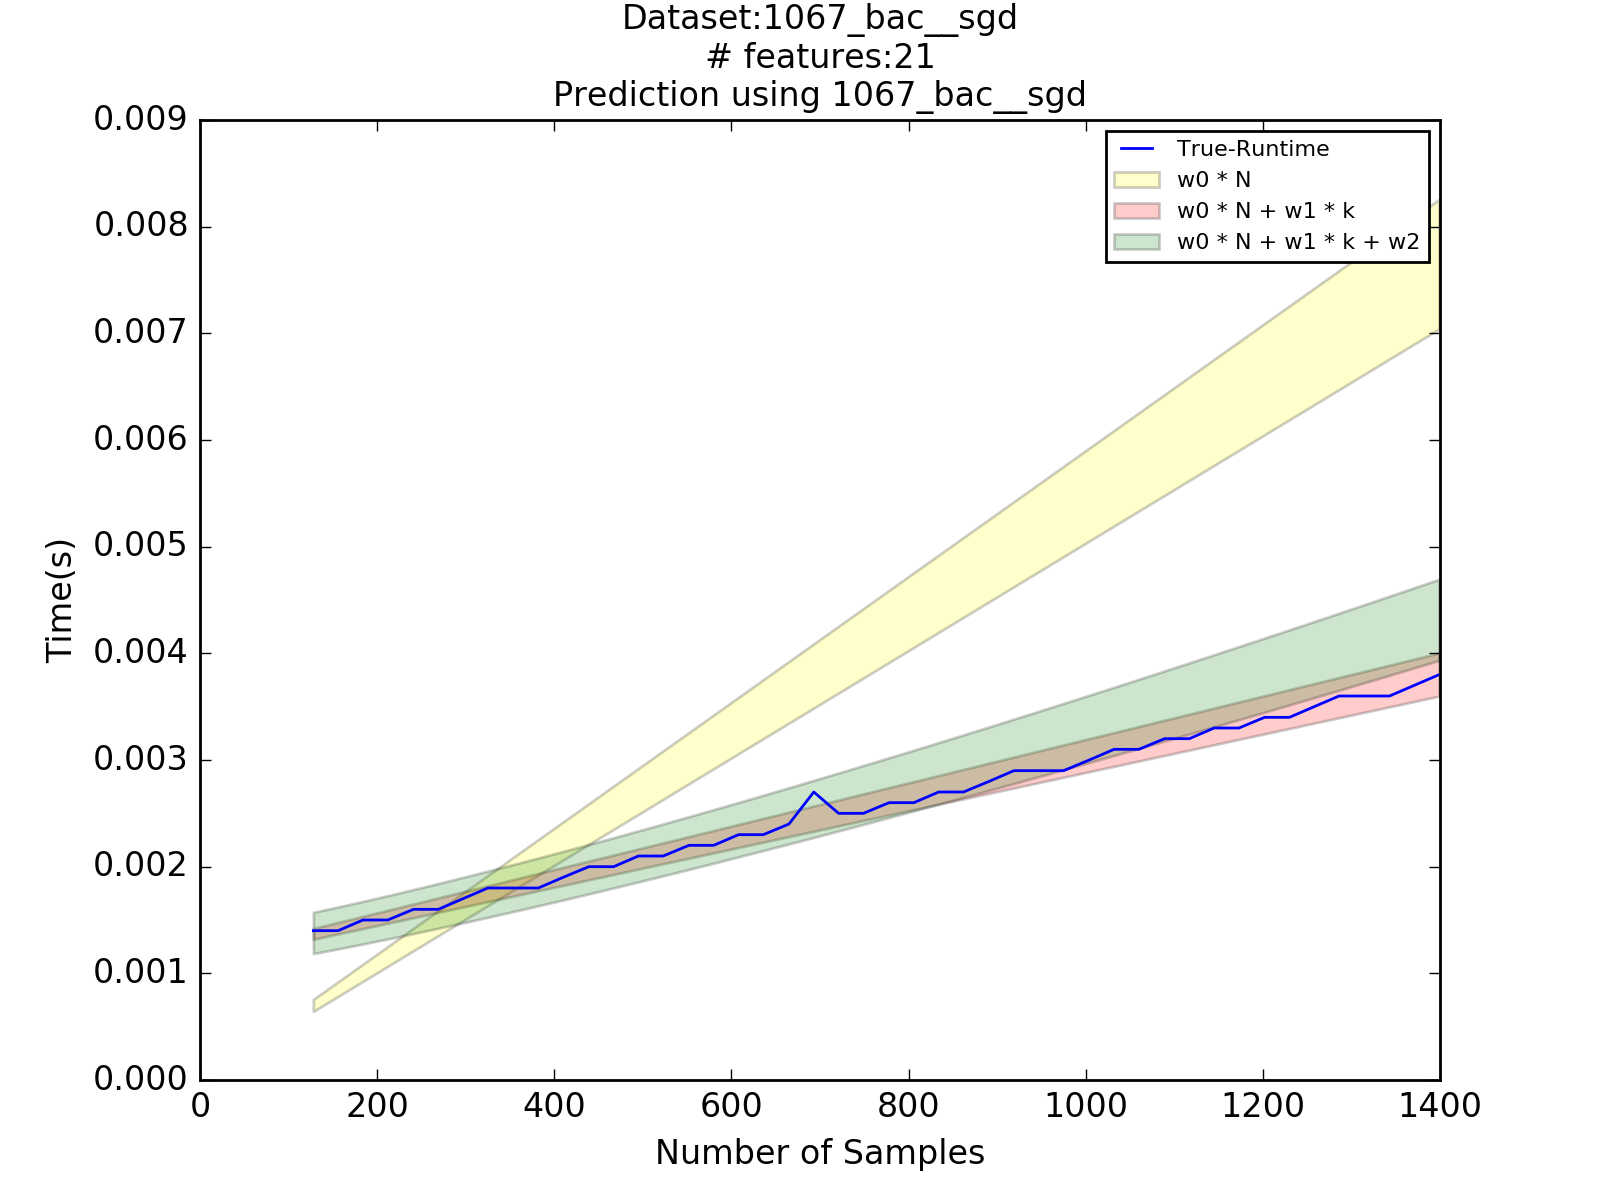 Dataset:1067_bac__sgd
# features:21
Prediction using 1067_bac__sgd
0.009
0.008
0.007
0.006
0.005
0.004
0.003
0.002
0.001
0.000
Time(s)
True-Runtime
w0 * N
w0 * N + w1 * k
w0 * N + w1 * k + w2
0 200 400 600 800 1000 1200 1400
Number of Samples